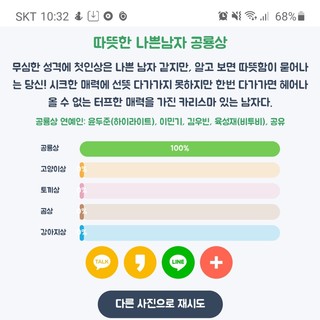 SKT 10:32
68%
따뜻한 나쁜남자 공룡상
무심한 성격에 첫인상은 나쁜 남자 같지만, 알고 보면 따뜻함이 묻어나
는 당신! 시크한 매력에 선뜻 다가가지 못하지만 한번 다가가면 헤어나
올 수 없는 터프한 매력을 가진 카리스마 있는 남자다.
공룡상 연예인: 윤두준(하이라이트), 이민기, 김우빈, 육성재(비투비), 공유
공룡상
100%
고양이상
토끼상
곰상
강아지상
TALK
LINE
다른 사진으로 재시도